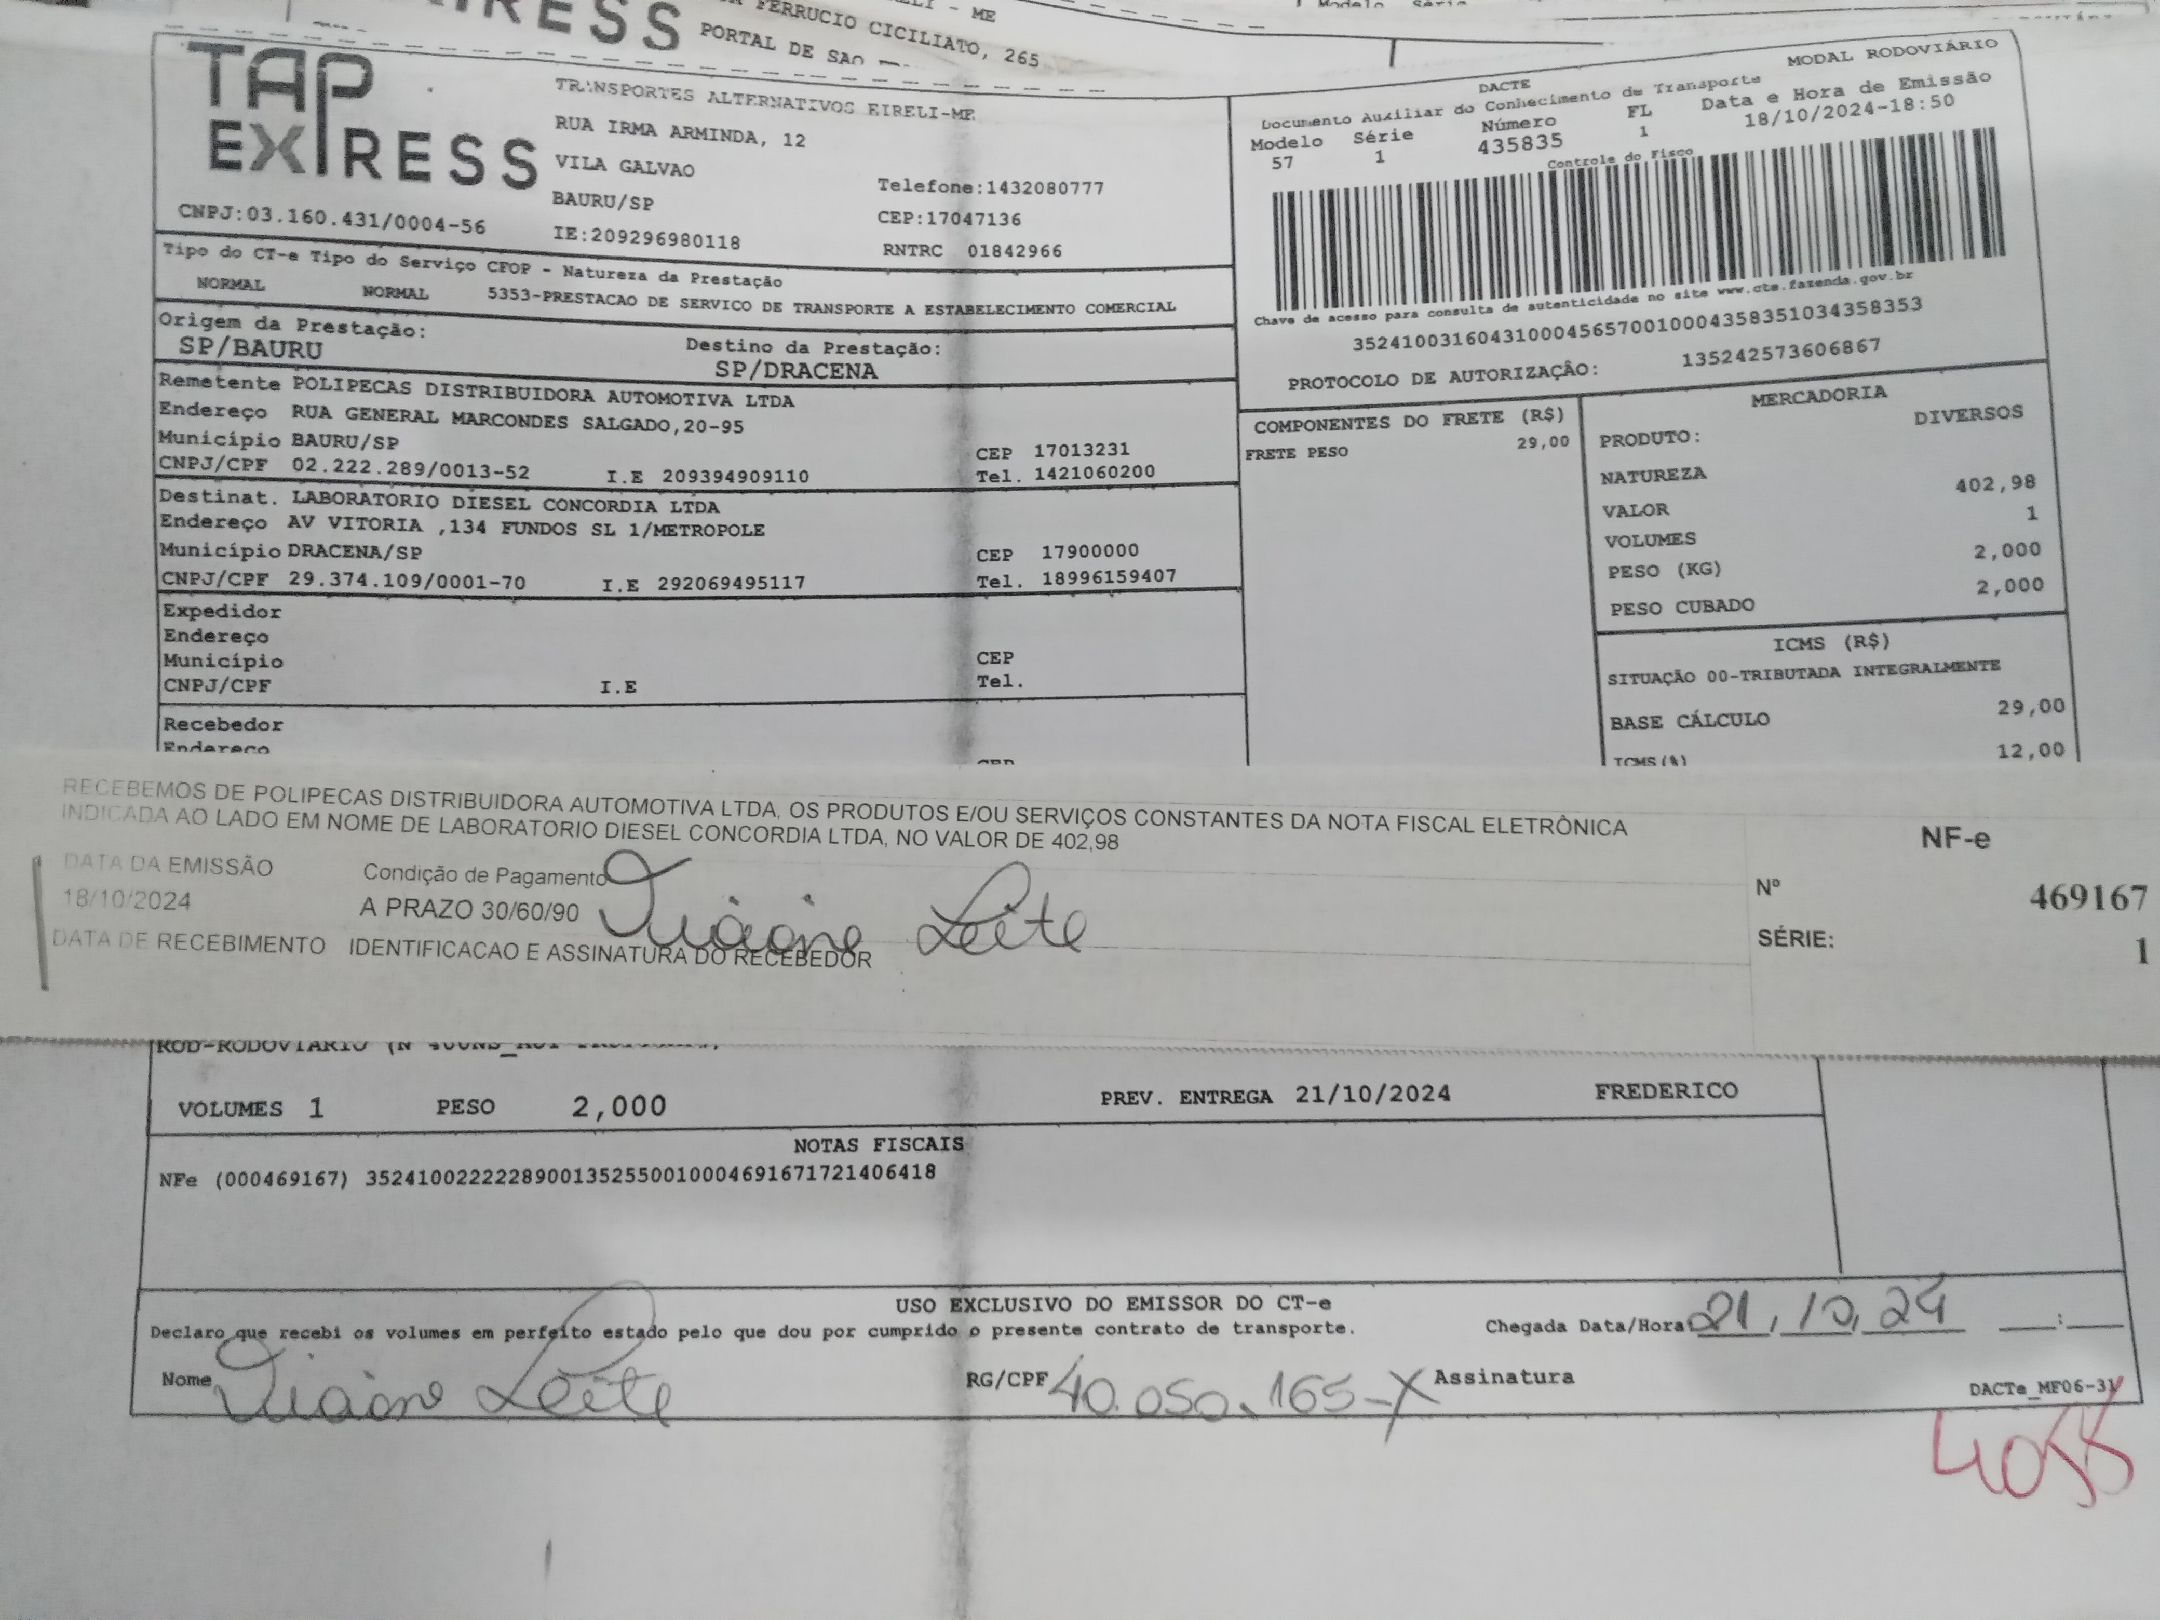 RESS
FERRUCIO CICILIATO, 265
PORTAL DE SAO
- ME
Modelo
TAP
EXPRESS
CNPJ:03.160.431/0004-56
TRANSPORTES ALTERNATIVOS EIRELI-ME
RUA IRMA ARMINDA, 12
VILA GALVAO
BAURU/SP
IE:209296980118
Telefone:1432080777
CEP:17047136
RNTRC 01842966
DACTE
MODAL RODOVIÁRIO
Documento Auxiliar do Conhecimento de Transporte
Modelo Série Número FL Data e Hora de Emissão
57 1 435835 1 18/10/2024-18:50
Controle do Fisco
Chave de acesso para consulta de autenticidade no site www.cte.fazenda.gov.br
35241003160431000456570010004358351034358353
PROTOCOLO DE AUTORIZAÇÃO: 135242573606867
Tipo do CT-e Tipo do Serviço CFOP - Natureza da Prestação
NORMAL NORMAL 5353-PRESTACAO DE SERVICO DE TRANSPORTE A ESTABELECIMENTO COMERCIAL
Origem da Prestação: Destino da Prestação:
SP/BAURU SP/DRACENA
Remetente POLIPECAS DISTRIBUIDORA AUTOMOTIVA LTDA
Endereço RUA GENERAL MARCONDES SALGADO,20-95
Município BAURU/SP CEP 17013231
CNPJ/CPF 02.222.289/0013-52 I.E 209394909110 Tel. 1421060200
Destinat. LABORATORIO DIESEL CONCORDIA LTDA
Endereço AV VITORIA ,134 FUNDOS SL 1/METROPOLE
Município DRACENA/SP CEP 17900000
CNPJ/CPF 29.374.109/0001-70 I.E 292069495117 Tel. 18996159407
Expedidor
Endereço
Município CEP
CNPJ/CPF I.E Tel.
Recebedor
Endereço
CEP
COMPONENTES DO FRETE (R$)
FRETE PESO 29,00
MERCADORIA
PRODUTO: DIVERSOS
NATUREZA
VALOR 402,98
VOLUMES 1
PESO (KG) 2,000
PESO CUBADO 2,000
ICMS (R$)
SITUAÇÃO 00-TRIBUTADA INTEGRALMENTE
BASE CÁLCULO 29,00
ICMS(%) 12,00
RECEBEMOS DE POLIPECAS DISTRIBUIDORA AUTOMOTIVA LTDA, OS PRODUTOS E/OU SERVIÇOS CONSTANTES DA NOTA FISCAL ELETRÔNICA
INDICADA AO LADO EM NOME DE LABORATORIO DIESEL CONCORDIA LTDA, NO VALOR DE 402,98
DATA DA EMISSÃO Condição de Pagamento
18/10/2024 A PRAZO 30/60/90
Leite
DATA DE RECEBIMENTO IDENTIFICACAO E ASSINATURA DO RECEBEDOR
NF-e
Nº 469167
SÉRIE: 1
ROD-RODOVIARIO
VOLUMES 1 PESO 2,000 PREV. ENTREGA 21/10/2024 FREDERICO
NOTAS FISCAIS
NFe (000469167) 35241002222289001352550010004691671721406418
USO EXCLUSIVO DO EMISSOR DO CT-e
Declaro que recebi os volumes em perfeito estado pelo que dou por cumprido o presente contrato de transporte. Chegada Data/Hora 21/10/24 :
Nome Leite RG/CPF 40.050.165-X Assinatura
DACTe_MF06-31